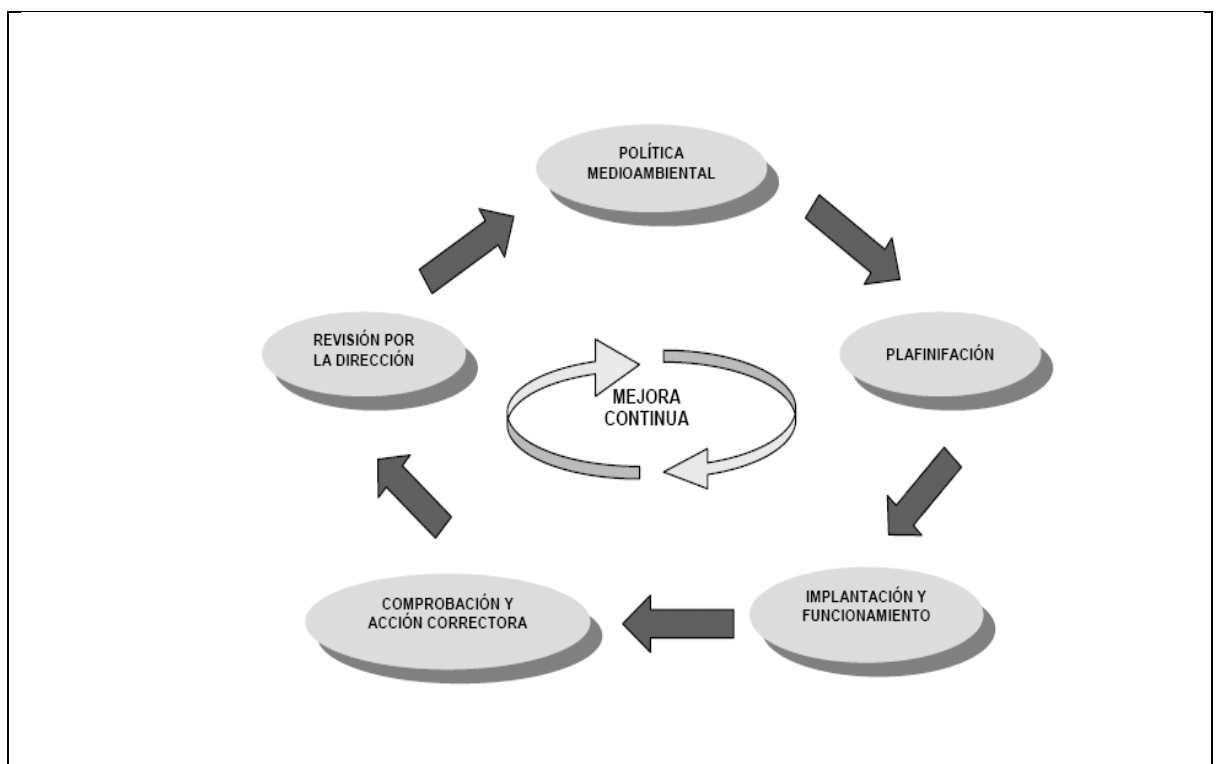 POLÍTICA
MEDIOAMBIENTAL
REVISIÓN POR
LA DIRECCIÓN
PLAFINIFACIÓN
MEJORA
CONTINUA
COMPROBACIÓN Y
ACCIÓN CORRECTORA
IMPLANTACIÓN Y
FUNCIONAMIENTO